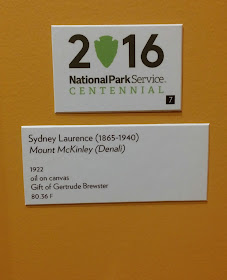 2016
National Park Service
CENTENNIAL
7
Sydney Laurence (1865-1940)
Mount McKinley (Denali)
1922
oil on canvas
Gift of Gertrude Brewster
80.36 F